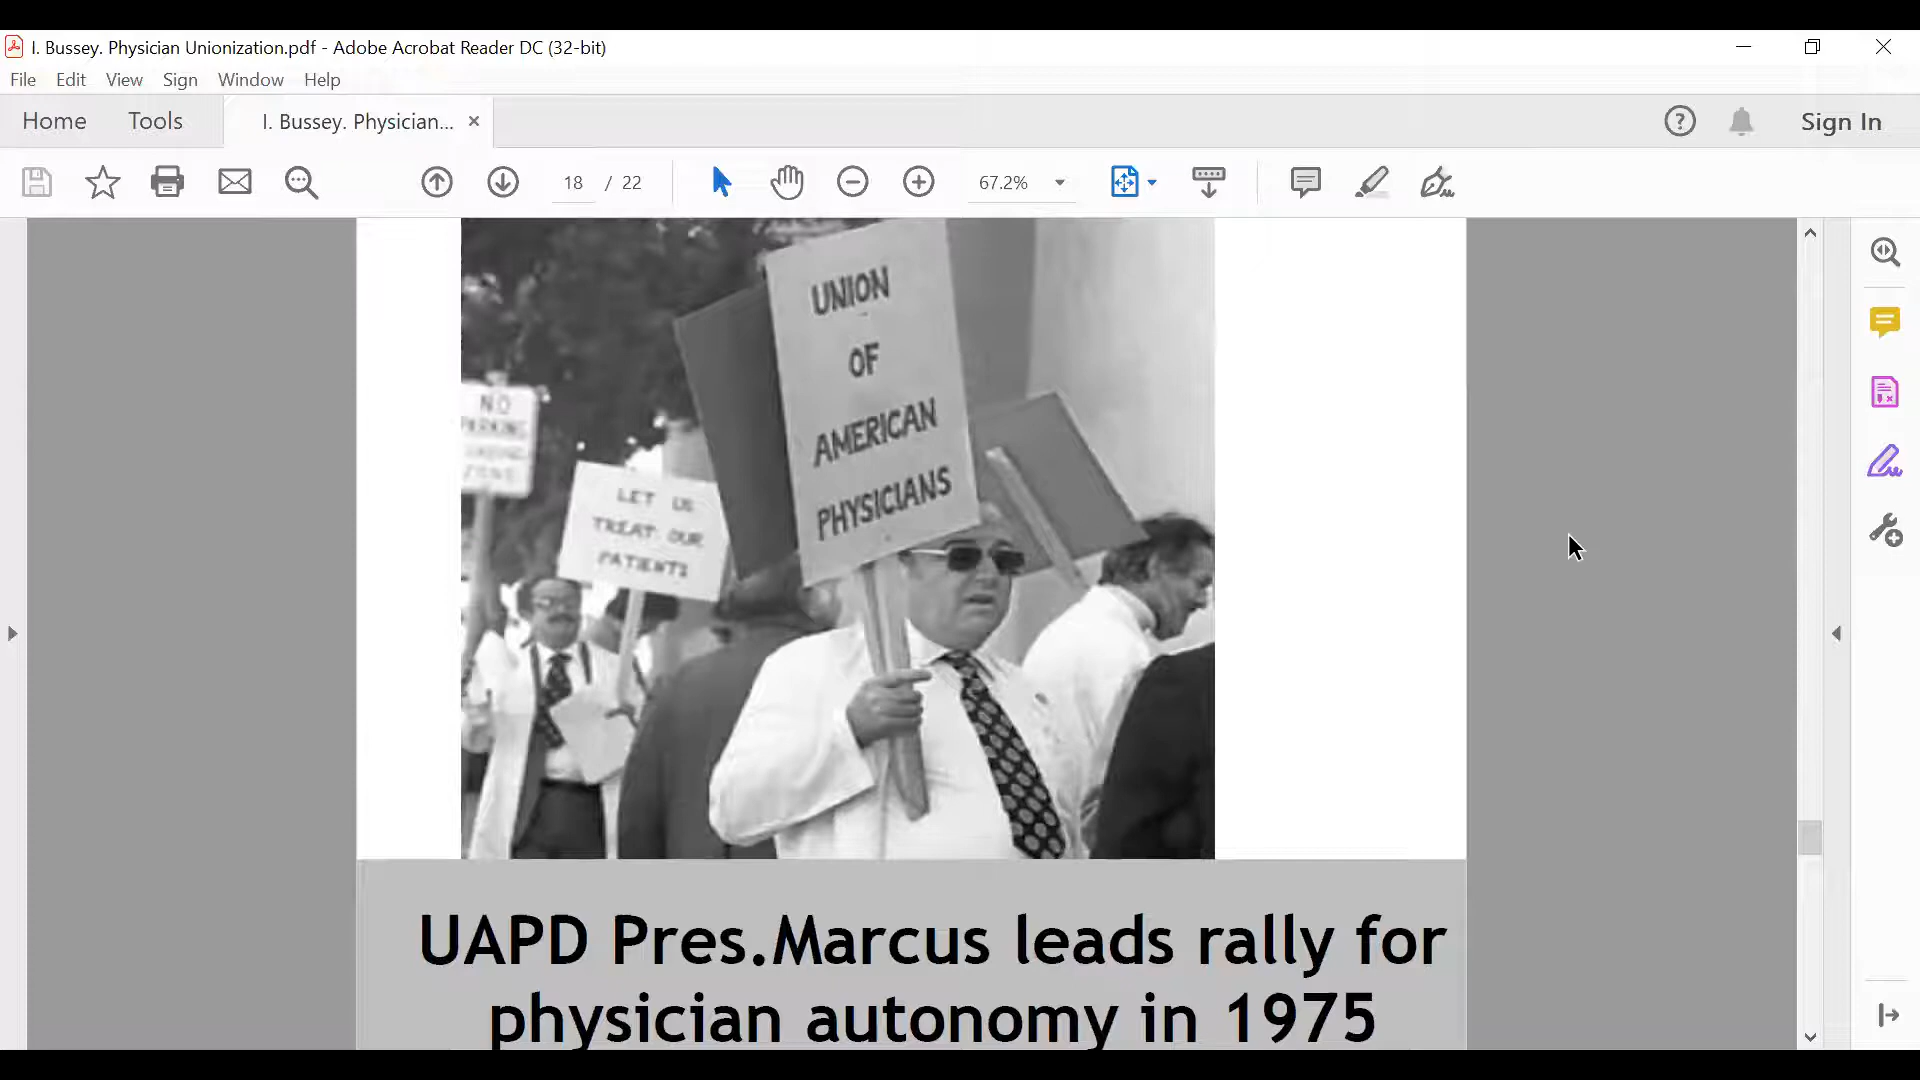 I. Bussey. Physician Unionization.pdf - Adobe Acrobat Reader DC (32-bit)
File Edit View Sign Window Help
Home Tools I. Bussey. Physician... Sign In
18 / 22 67.2%
UNION
OF
AMERICAN
PHYSICIANS
NO
PARKING
ZONE
LET US
TREAT OUR
PATIENTS
UAPD Pres.Marcus leads rally for
physician autonomy in 1975